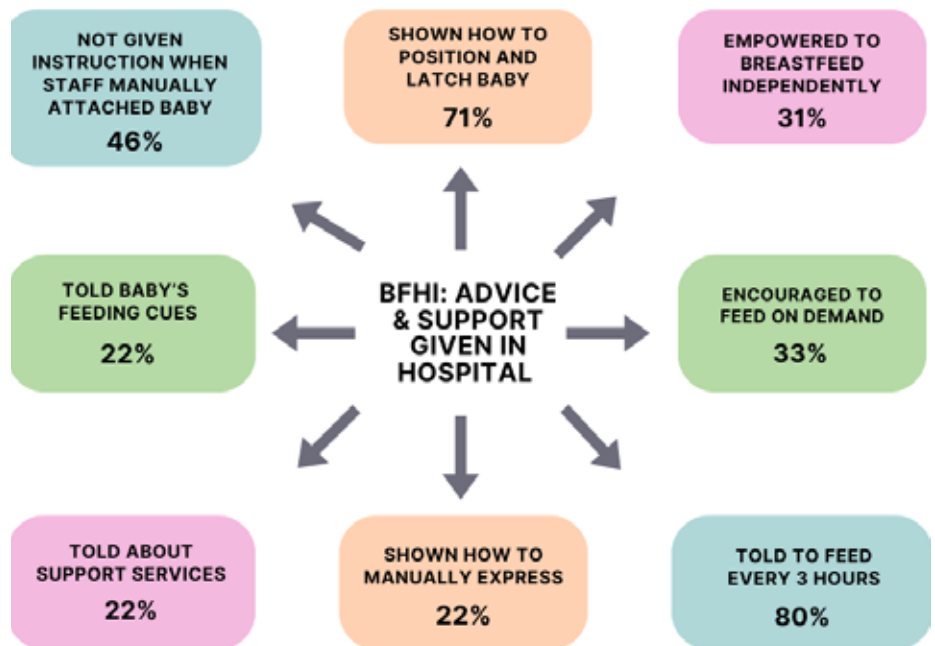 NOT GIVEN
INSTRUCTION WHEN
STAFF MANUALLY
ATTACHED BABY
46%
SHOWN HOW TO
POSITION AND
LATCH BABY
71%
EMPOWERED TO
BREASTFEED
INDEPENDENTLY
31%
TOLD BABY'S
FEEDING CUES
22%
BFHI: ADVICE
& SUPPORT
GIVEN IN
HOSPITAL
ENCOURAGED TO
FEED ON DEMAND
33%
TOLD ABOUT
SUPPORT SERVICES
22%
SHOWN HOW TO
MANUALLY EXPRESS
22%
TOLD TO FEED
EVERY 3 HOURS
80%